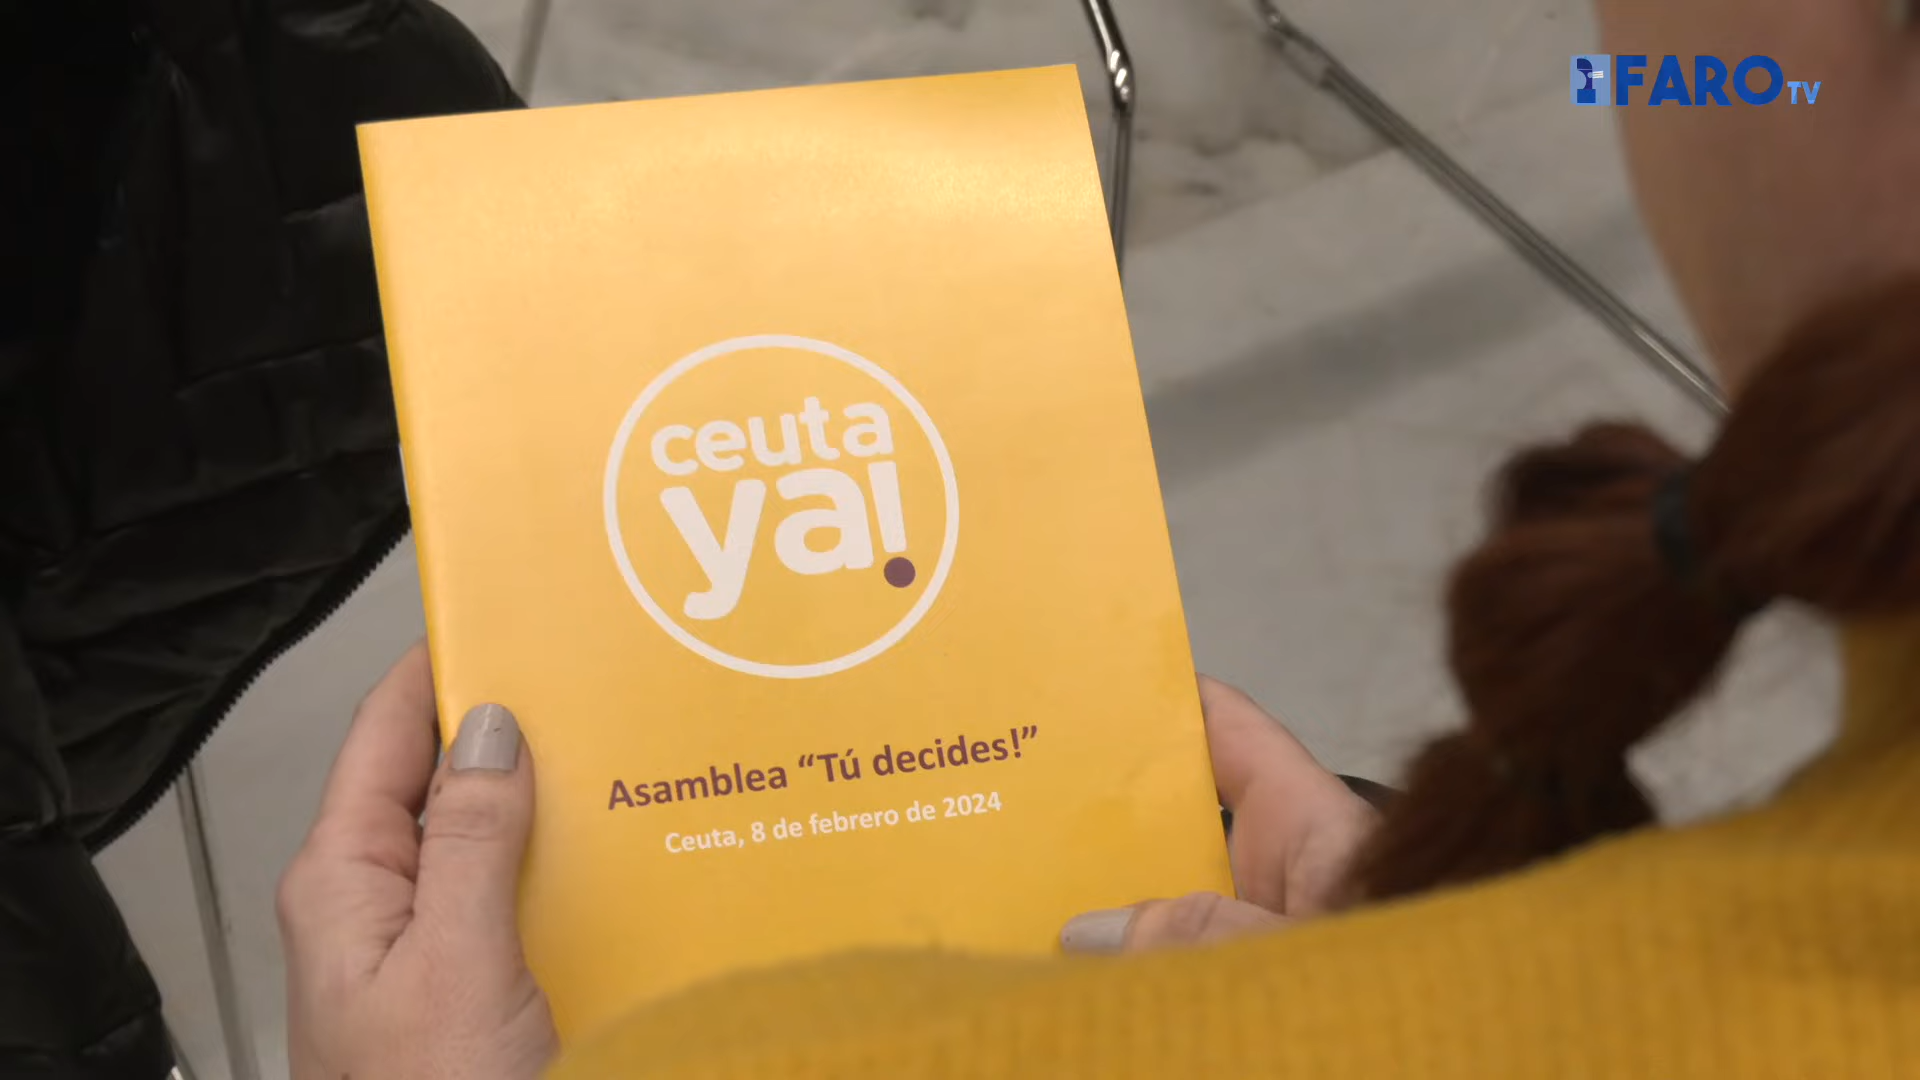 FARO TV
ceuta
ya!
Asamblea “Tú decides!”
Ceuta, 8 de febrero de 2024